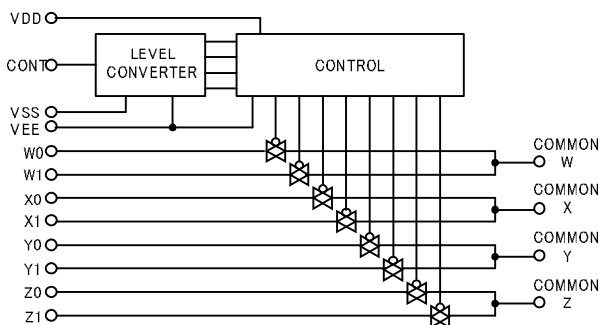 VDD
LEVEL
CONVERTER
CONTROL
CONT
VSS
VEE
W0
COMMON
W
W1
X0
COMMON
X
X1
Y0
COMMON
Y
Y1
Z0
COMMON
Z
Z1